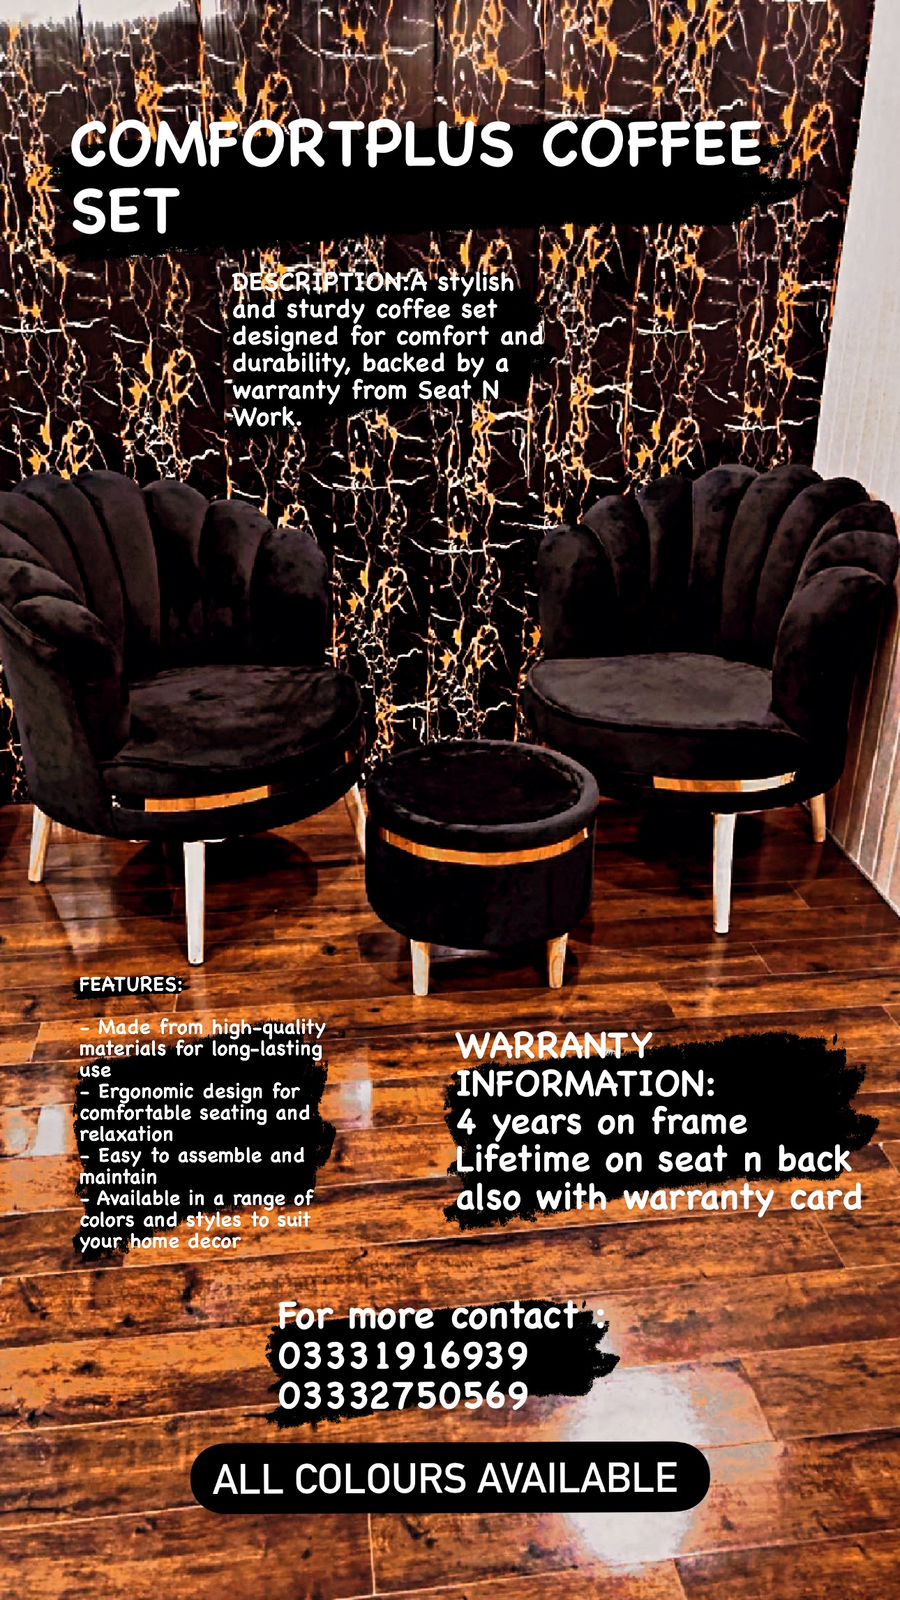 COMFORTPLUS COFFEE
SET
DESCRIPTION:A stylish
and sturdy coffee set
designed for comfort and
durability, backed by a
warranty from Seat N
Work.
FEATURES:
- Made from high-quality
materials for long-lasting
use
- Ergonomic design for
comfortable seating and
relaxation
- Easy to assemble and
maintain
- Available in a range of
colors and styles to suit
your home decor
WARRANTY
INFORMATION:
4 years on frame
Lifetime on seat n back
also with warranty card
For more contact :
03331916939
03332750569
ALL COLOURS AVAILABLE